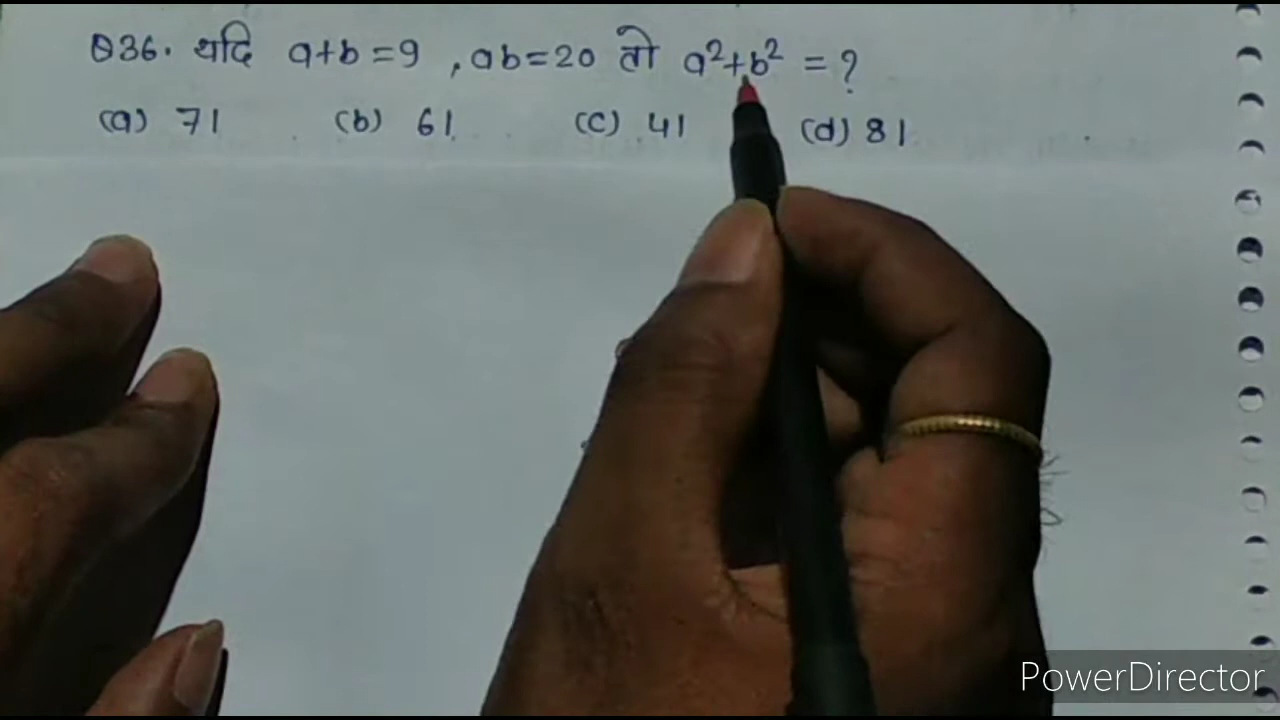 Q36. यदि a+b=9 , ab=20 तो a²+b² = ?
(a) 71 (b) 61 (c) 41 (d) 81
PowerDirector